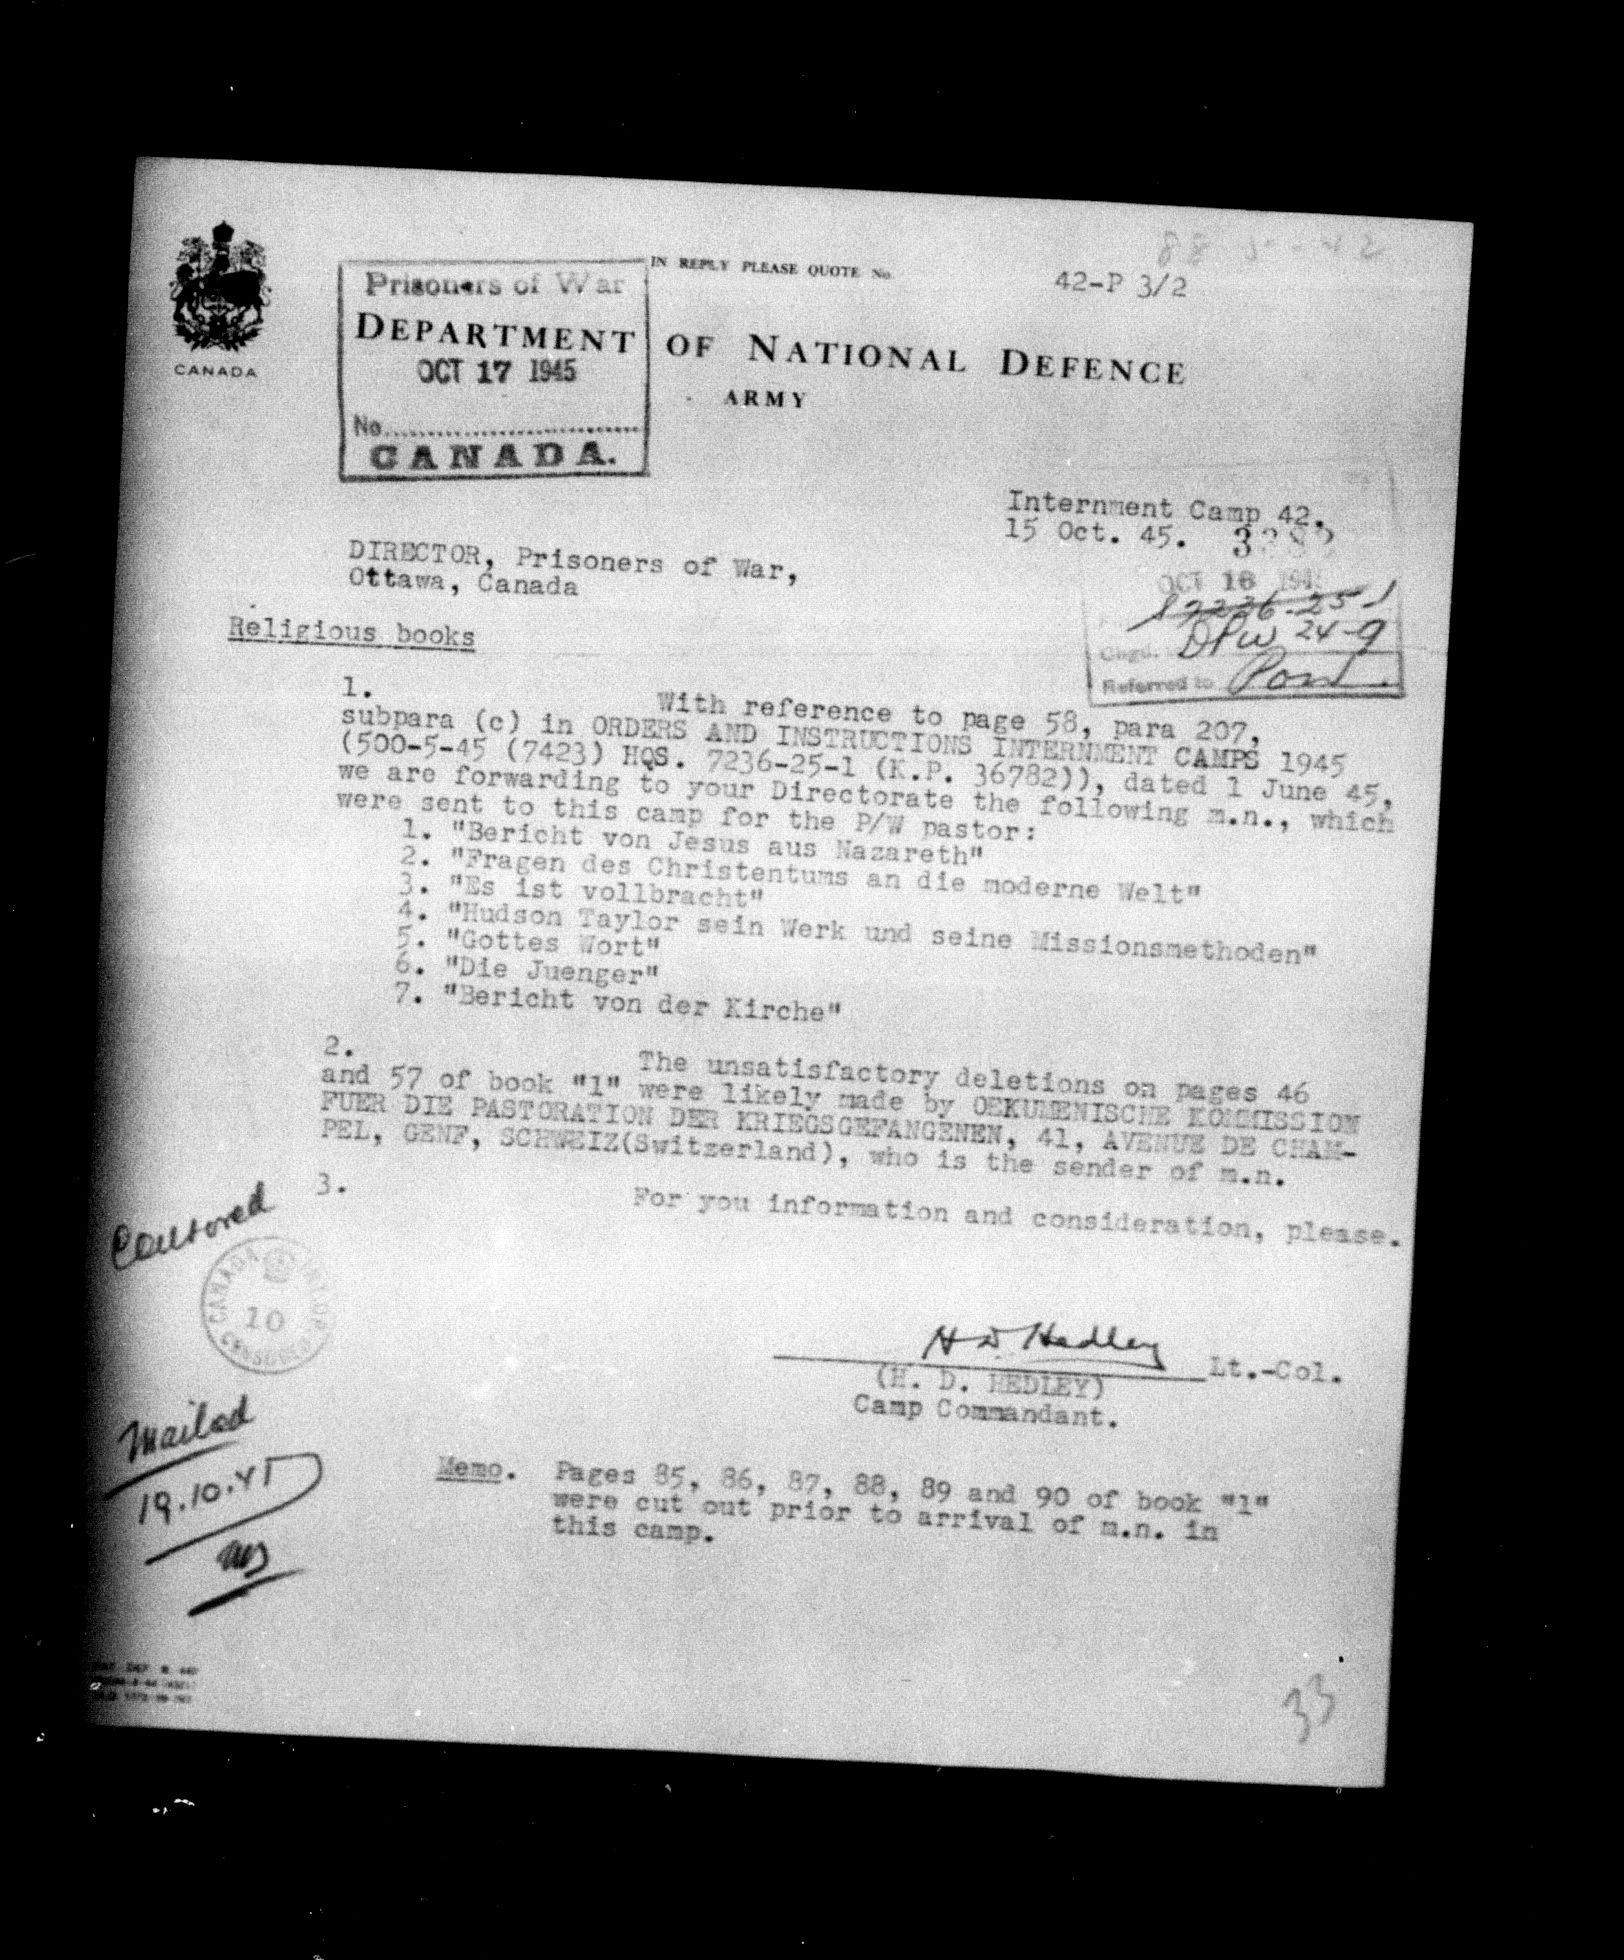 IN REPLY PLEASE QUOTE No.
42-P 3/2
Prisoners of War
DEPARTMENT OF NATIONAL DEFENCE
OCT 17 1945
ARMY
No
CANADA.
CANADA
Internment Camp 42,
15 Oct. 45.
OCT 18
DIRECTOR, Prisoners of War,
Ottawa, Canada
DPW 24-9
Referred to
Religious books
1. With reference to page 58, para 207,
subpara (c) in ORDERS AND INSTRUCTIONS INTERNMENT CAMPS 1945
(500-5-45 (7423) HQS. 7236-25-1 (K.P. 36782)), dated 1 June 45,
we are forwarding to your Directorate the following m.n., which
were sent to this camp for the P/W pastor:
1. "Bericht von Jesus aus Nazareth"
2. "Fragen des Christentums an die moderne Welt"
3. "Es ist vollbracht"
4. "Hudson Taylor sein Werk und seine Missionsmethoden"
5. "Gottes Wort"
6. "Die Juenger"
7. "Bericht von der Kirche"
2. The unsatisfactory deletions on pages 46
and 57 of book "1" were likely made by OEKUMENISCHE KOMMISSION
FUER DIE PASTORATION DER KRIEGSGEFANGENEN, 41, AVENUE DE CHAM-
PEL, GENF, SCHWEIZ(Switzerland), who is the sender of m.n.
3. For you information and consideration, please.
Censored
CANADA
10
H D. Hedley
Lt.-Col.
(H. D. HEDLEY)
Camp Commandant.
Mailed
19.10.45
Memo. Pages 85, 86, 87, 88, 89 and 90 of book "1"
were cut out prior to arrival of m.n. in
this camp.
33